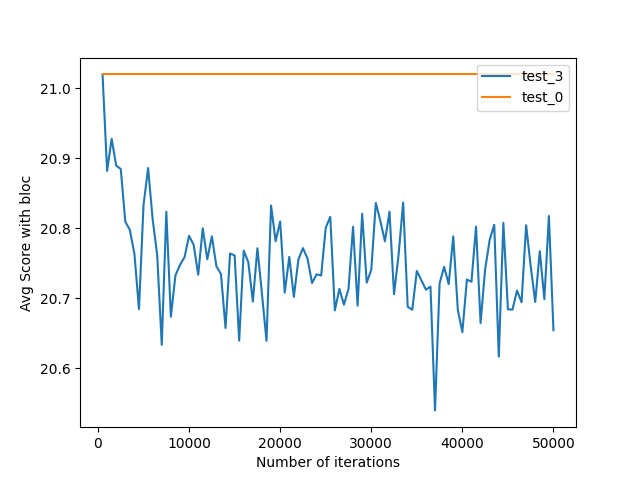 21.0
20.9
20.8
20.7
20.6
Avg Score with bloc
test_3
test_0
0 10000 20000 30000 40000 50000
Number of iterations